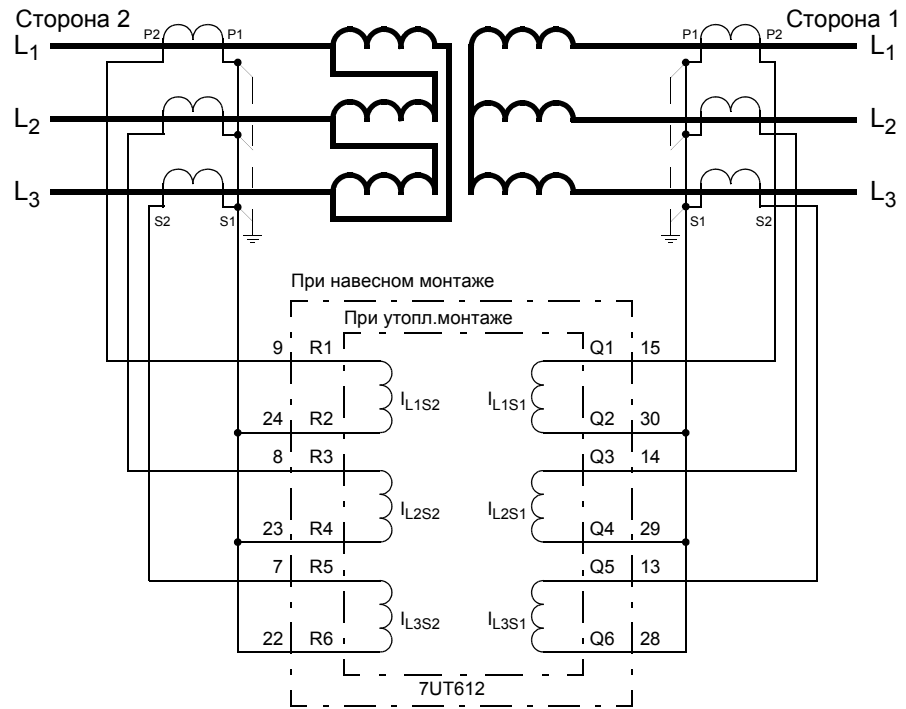 Сторона 2 Сторона 1
P2 P1 P1 P2
L1 L1
L2 L2
L3 L3
S2 S1 S1 S2
При навесном монтаже
При утопл.монтаже
9 R1 Q1 15
IL1S2 IL1S1
24 R2 Q2 30
8 R3 Q3 14
IL2S2 IL2S1
23 R4 Q4 29
7 R5 Q5 13
IL3S2 IL3S1
22 R6 Q6 28
7UT612